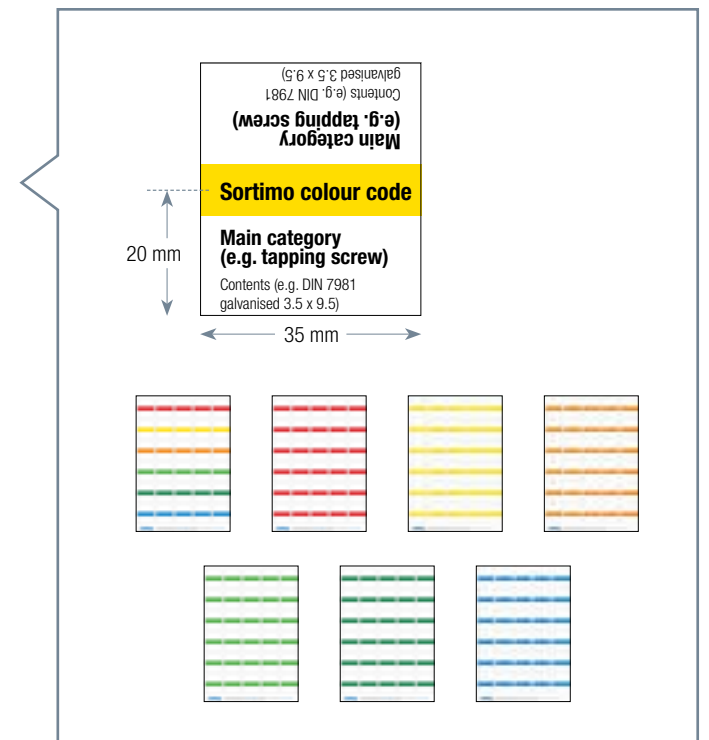 galvanised 3.5 x 9.5)
Contents (e.g. DIN 7981
(e.g. tapping screw)
Main category
Sortimo colour code
Main category
(e.g. tapping screw)
Contents (e.g. DIN 7981
galvanised 3.5 x 9.5)
20 mm
35 mm